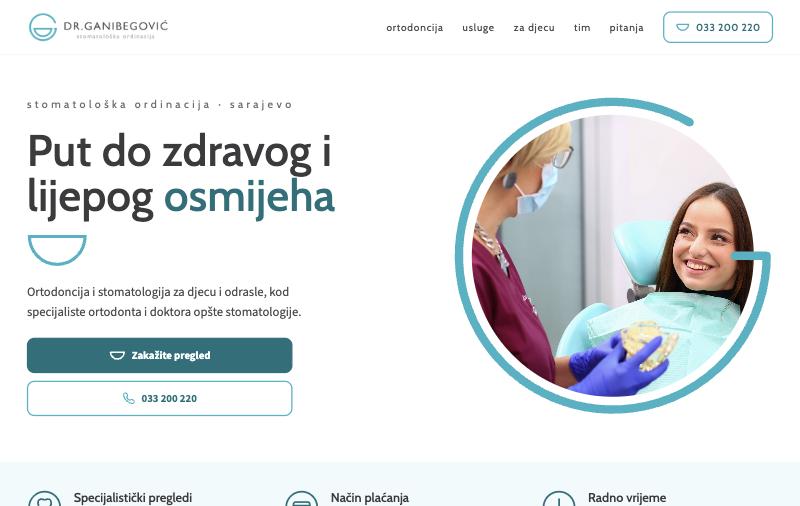 DR.GANIBEGOVIĆ
stomatološka ordinacija
ortodoncija
usluge
za djecu
tim
pitanja
033 200 220
stomatološka ordinacija · sarajevo
Put do zdravog i
lijepog osmijeha
Ortodoncija i stomatologija za djecu i odrasle, kod
specijaliste ortodonta i doktora opšte stomatologije.
Zakažite pregled
033 200 220
Specijalistički pregledi
Način plaćanja
Radno vrijeme